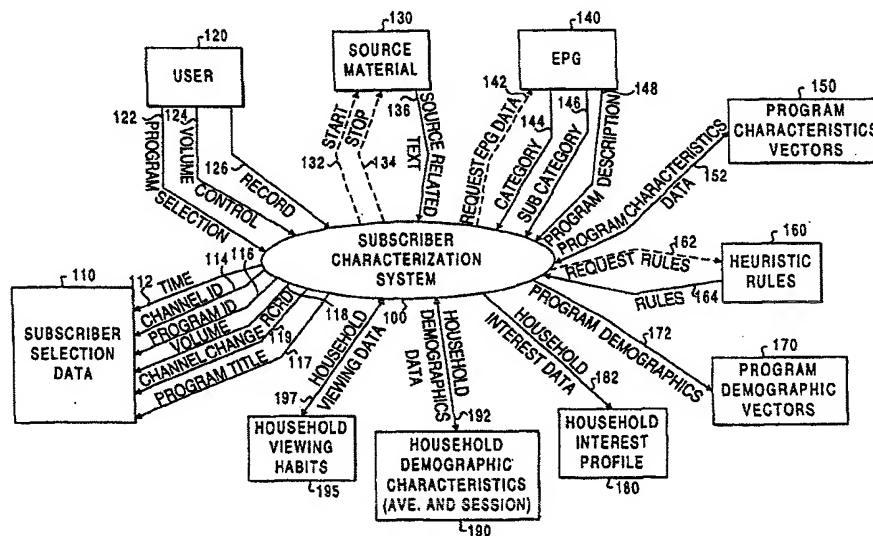 120
USER
130
SOURCE
MATERIAL
140
EPG
150
PROGRAM
CHARACTERISTICS
VECTORS
122
PROGRAM
SELECTION
124
VOLUME
CONTROL
126
RECORD
START
132
STOP
134
136
SOURCE RELATED
TEXT
142
REQUEST EPG DATA
144
CATEGORY
146
SUB CATEGORY
148
PROGRAM DESCRIPTION
PROGRAM CHARACTERISTICS
DATA
152
SUBSCRIBER
CHARACTERIZATION
SYSTEM
100
160
HEURISTIC
RULES
162
REQUEST RULES
RULES
164
110
SUBSCRIBER
SELECTION
DATA
112
TIME
114
CHANNEL ID
116
PROGRAM ID
VOLUME
CHANNEL CHANGE
119
RCRD
118
PROGRAM TITLE
117
197
HOUSEHOLD
VIEWING DATA
HOUSEHOLD
DEMOGRAPHICS
DATA
192
HOUSEHOLD
INTEREST DATA
182
PROGRAM DEMOGRAPHICS
172
170
PROGRAM
DEMOGRAPHIC
VECTORS
HOUSEHOLD
VIEWING
HABITS
195
HOUSEHOLD
DEMOGRAPHIC
CHARACTERISTICS
(AVE. AND SESSION)
190
HOUSEHOLD
INTEREST
PROFILE
180